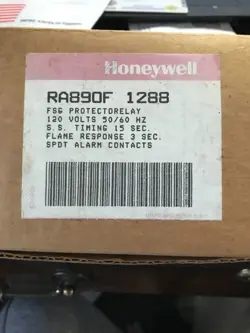 Honeywell
RA890F 1288
FSG PROTECTORELAY
120 VOLTS 50/60 HZ
S.S. TIMING 15 SEC.
FLAME RESPONSE 3 SEC.
SPDT ALARM CONTACTS